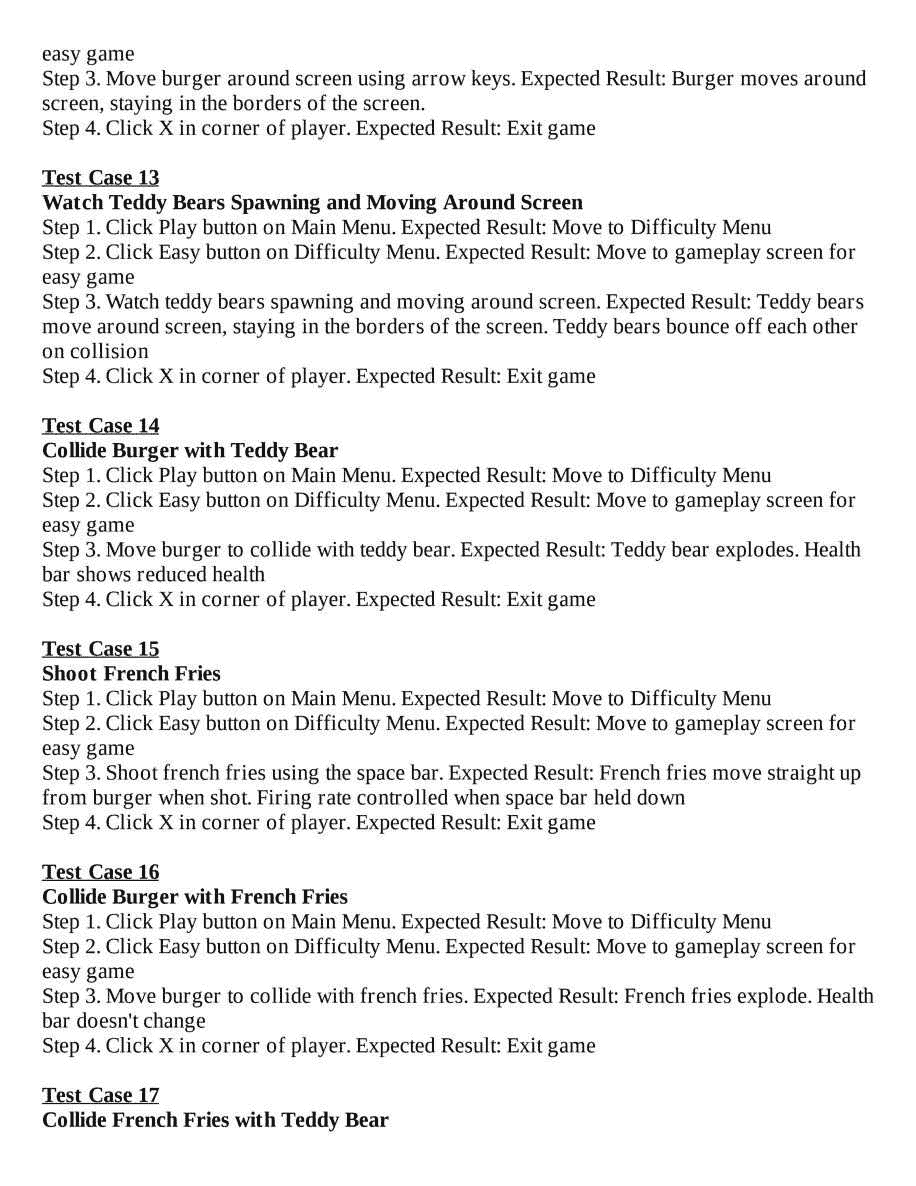 easy game
Step 3. Move burger around screen using arrow keys. Expected Result: Burger moves around
screen, staying in the borders of the screen.
Step 4. Click X in corner of player. Expected Result: Exit game
Test Case 13
Watch Teddy Bears Spawning and Moving Around Screen
Step 1. Click Play button on Main Menu. Expected Result: Move to Difficulty Menu
Step 2. Click Easy button on Difficulty Menu. Expected Result: Move to gameplay screen for
easy game
Step 3. Watch teddy bears spawning and moving around screen. Expected Result: Teddy bears
move around screen, staying in the borders of the screen. Teddy bears bounce off each other
on collision
Step 4. Click X in corner of player. Expected Result: Exit game
Test Case 14
Collide Burger with Teddy Bear
Step 1. Click Play button on Main Menu. Expected Result: Move to Difficulty Menu
Step 2. Click Easy button on Difficulty Menu. Expected Result: Move to gameplay screen for
easy game
Step 3. Move burger to collide with teddy bear. Expected Result: Teddy bear explodes. Health
bar shows reduced health
Step 4. Click X in corner of player. Expected Result: Exit game
Test Case 15
Shoot French Fries
Step 1. Click Play button on Main Menu. Expected Result: Move to Difficulty Menu
Step 2. Click Easy button on Difficulty Menu. Expected Result: Move to gameplay screen for
easy game
Step 3. Shoot french fries using the space bar. Expected Result: French fries move straight up
from burger when shot. Firing rate controlled when space bar held down
Step 4. Click X in corner of player. Expected Result: Exit game
Test Case 16
Collide Burger with French Fries
Step 1. Click Play button on Main Menu. Expected Result: Move to Difficulty Menu
Step 2. Click Easy button on Difficulty Menu. Expected Result: Move to gameplay screen for
easy game
Step 3. Move burger to collide with french fries. Expected Result: French fries explode. Health
bar doesn't change
Step 4. Click X in corner of player. Expected Result: Exit game
Test Case 17
Collide French Fries with Teddy Bear